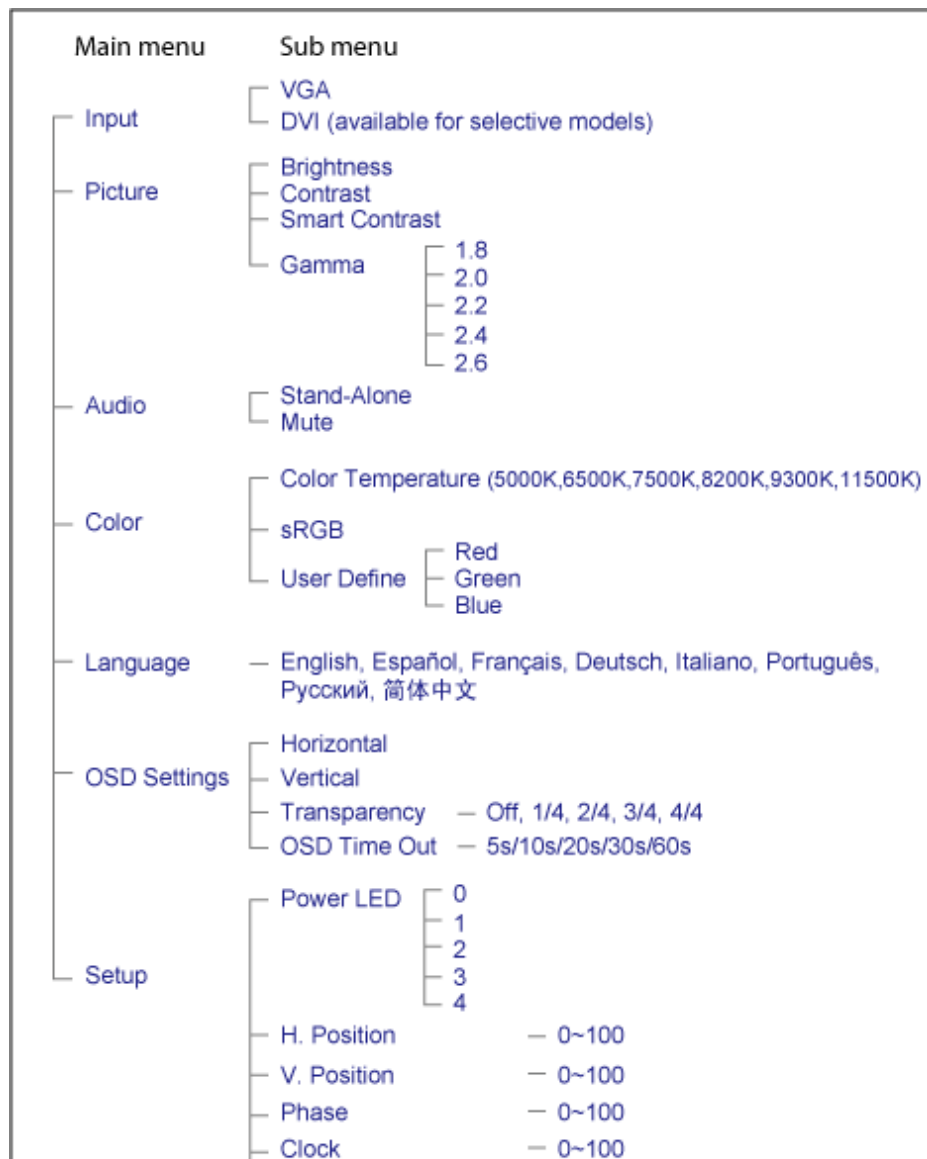 Main menu Sub menu
VGA
Input
DVI (available for selective models)
Brightness
Picture
Contrast
Smart Contrast
Gamma
1.8
2.0
2.2
2.4
2.6
Audio
Stand-Alone
Mute
Color Temperature (5000K,6500K,7500K,8200K,9300K,11500K)
Color
sRGB
User Define
Red
Green
Blue
Language
English, Español, Français, Deutsch, Italiano, Português,
Русский, 简体中文
Horizontal
OSD Settings
Vertical
Transparency Off, 1/4, 2/4, 3/4, 4/4
OSD Time Out 5s/10s/20s/30s/60s
Power LED
0
1
2
3
4
Setup
H. Position 0~100
V. Position 0~100
Phase 0~100
Clock 0~100